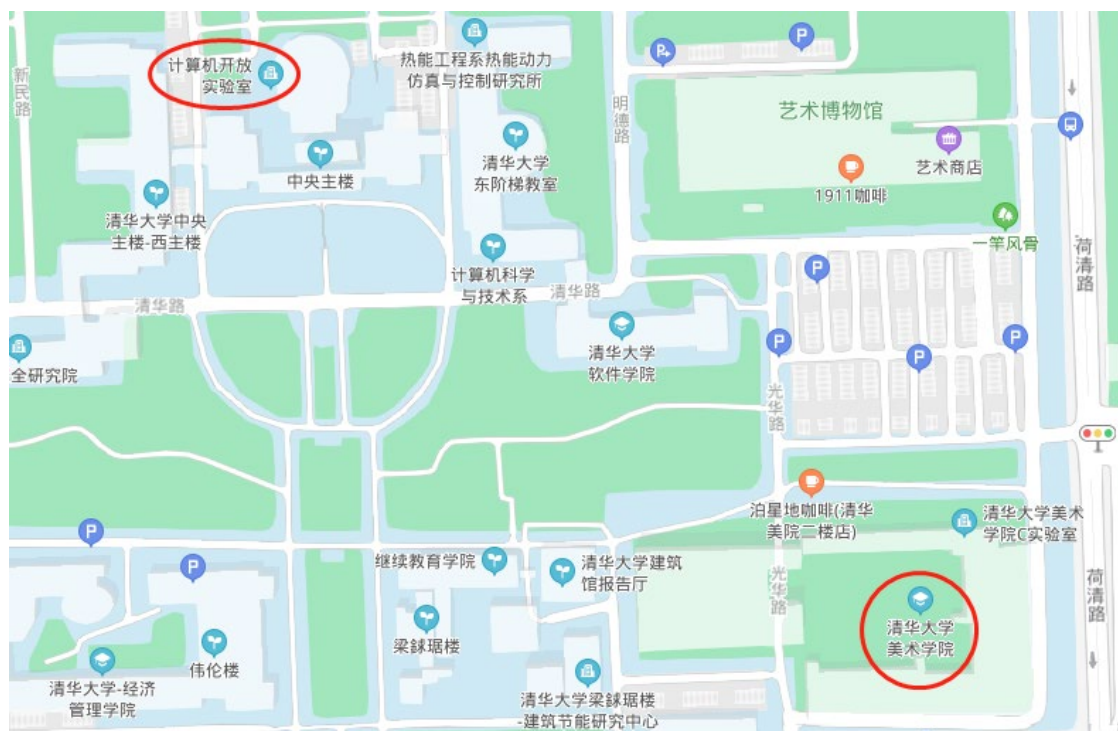 计算机开放
实验室
热能工程系热能动力
仿真与控制研究所
新民路
明德路
艺术博物馆
艺术商店
1911咖啡
清华大学
东阶梯教室
中央主楼
清华大学中央
主楼-西主楼
一竿风骨
荷清路
计算机科学
与技术系
清华路
清华路
清华大学
软件学院
全研究院
光华路
泊星地咖啡(清华
美院二楼店)
清华大学美术
学院C实验室
继续教育学院
清华大学建筑
馆报告厅
光华路
荷清路
清华大学
美术学院
梁銶琚楼
伟伦楼
清华大学-经济
管理学院
清华大学梁銶琚楼
-建筑节能研究中心
P
P
P
P
P
P
P
P
P